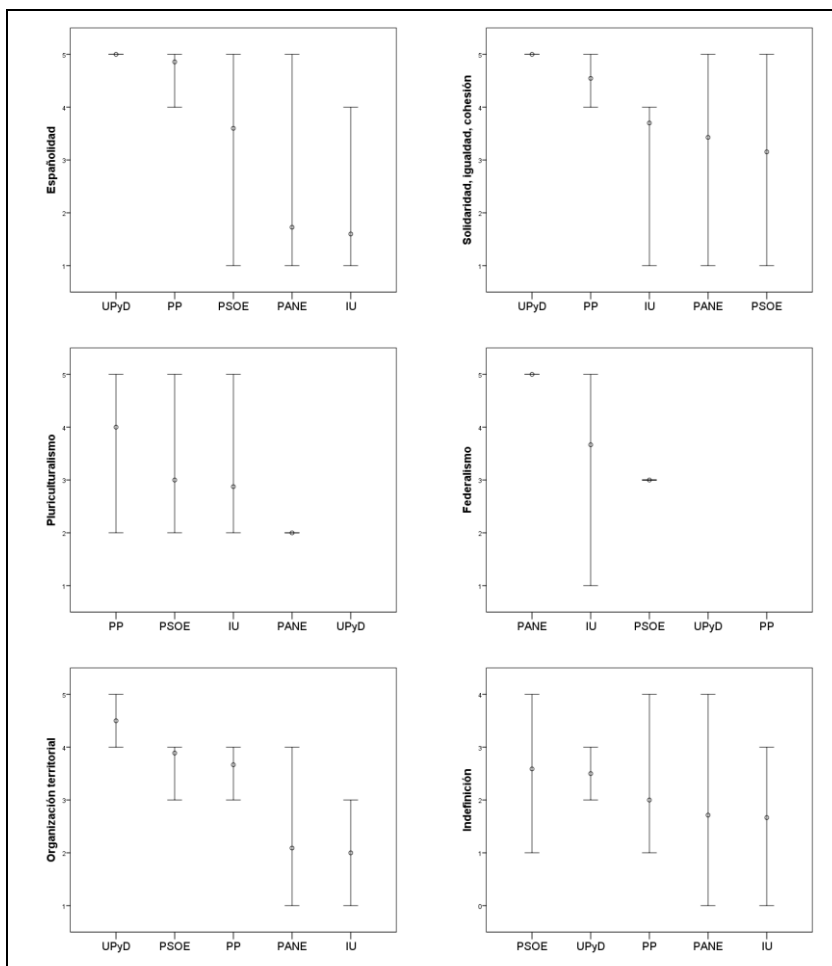 Españolidad
5
4
3
2
1
UPyD PP PSOE PANE IU
Solidaridad, igualdad, cohesión
5
4
3
2
1
UPyD PP IU PANE PSOE
Pluriculturalismo
5
4
3
2
1
PP PSOE IU PANE UPyD
Federalismo
5
4
3
2
1
PANE IU PSOE UPyD PP
Organización territorial
5
4
3
2
1
UPyD PSOE PP PANE IU
Indefinición
4
3
2
1
0
PSOE UPyD PP PANE IU